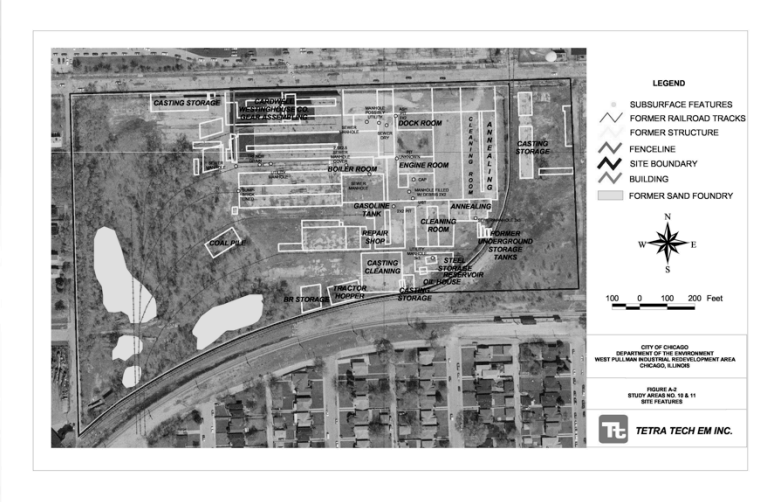 CASTING STORAGE
CARDWELL
WESTINGHOUSE CO.
GEAR ASSEMBLING
DOCK ROOM
CLEANING ROOM
ANNEALING
CASTING
STORAGE
BOILER ROOM
ENGINE ROOM
GASOLINE
TANK
ANNEALING
CLEANING
ROOM
REPAIR
SHOP
FORMER
UNDERGROUND
STORAGE
TANKS
COAL PILE
CASTING
CLEANING
STEEL
STORAGE
RESERVOIR
OIL HOUSE
TRACTOR
HOPPER
CASTING
STORAGE
BR STORAGE
LEGEND
SUBSURFACE FEATURES
FORMER RAILROAD TRACKS
FORMER STRUCTURE
FENCELINE
SITE BOUNDARY
BUILDING
FORMER SAND FOUNDRY
N
W E
S
100 0 100 200 Feet
CITY OF CHICAGO
DEPARTMENT OF THE ENVIRONMENT
WEST PULLMAN INDUSTRIAL REDEVELOPMENT AREA
CHICAGO, ILLINOIS
FIGURE A-2
STUDY AREAS NO. 10 & 11
SITE FEATURES
Tt TETRA TECH EM INC.